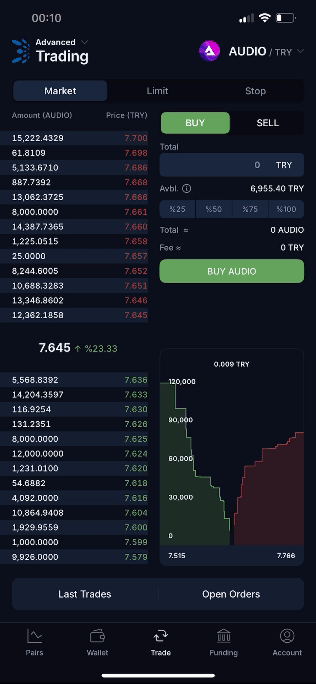 00:10
Advanced
Trading
AUDIO / TRY
Market
Limit
Stop
Amount (AUDIO) Price (TRY)
15,222.4329 7.700
61.8109 7.698
5,133.6710 7.686
887.7392 7.668
13,062.3725 7.666
8,000.0000 7.661
14,387.7365 7.660
1,225.0515 7.658
25.0000 7.657
8,244.6005 7.652
10,688.3283 7.651
13,346.8602 7.646
12,362.1858 7.645
7.645 ↑ %23.33
5,568.8392 7.636
14,204.3597 7.633
116.9254 7.630
131.2351 7.626
8,000.0000 7.625
12,000.0000 7.624
1,231.0100 7.620
54.6882 7.618
4,092.0000 7.616
10,864.9408 7.604
1,929.9559 7.600
1,000.0000 7.599
9,926.0000 7.579
BUY
SELL
Total
0 TRY
Avbl. i 6,955.40 TRY
%25 %50 %75 %100
Total ≈ 0 AUDIO
Fee ≈ 0 TRY
BUY AUDIO
0.009 TRY
120,000
90,000
60,000
30,000
0
7.515 7.766
Last Trades
Open Orders
Pairs
Wallet
Trade
Funding
Account